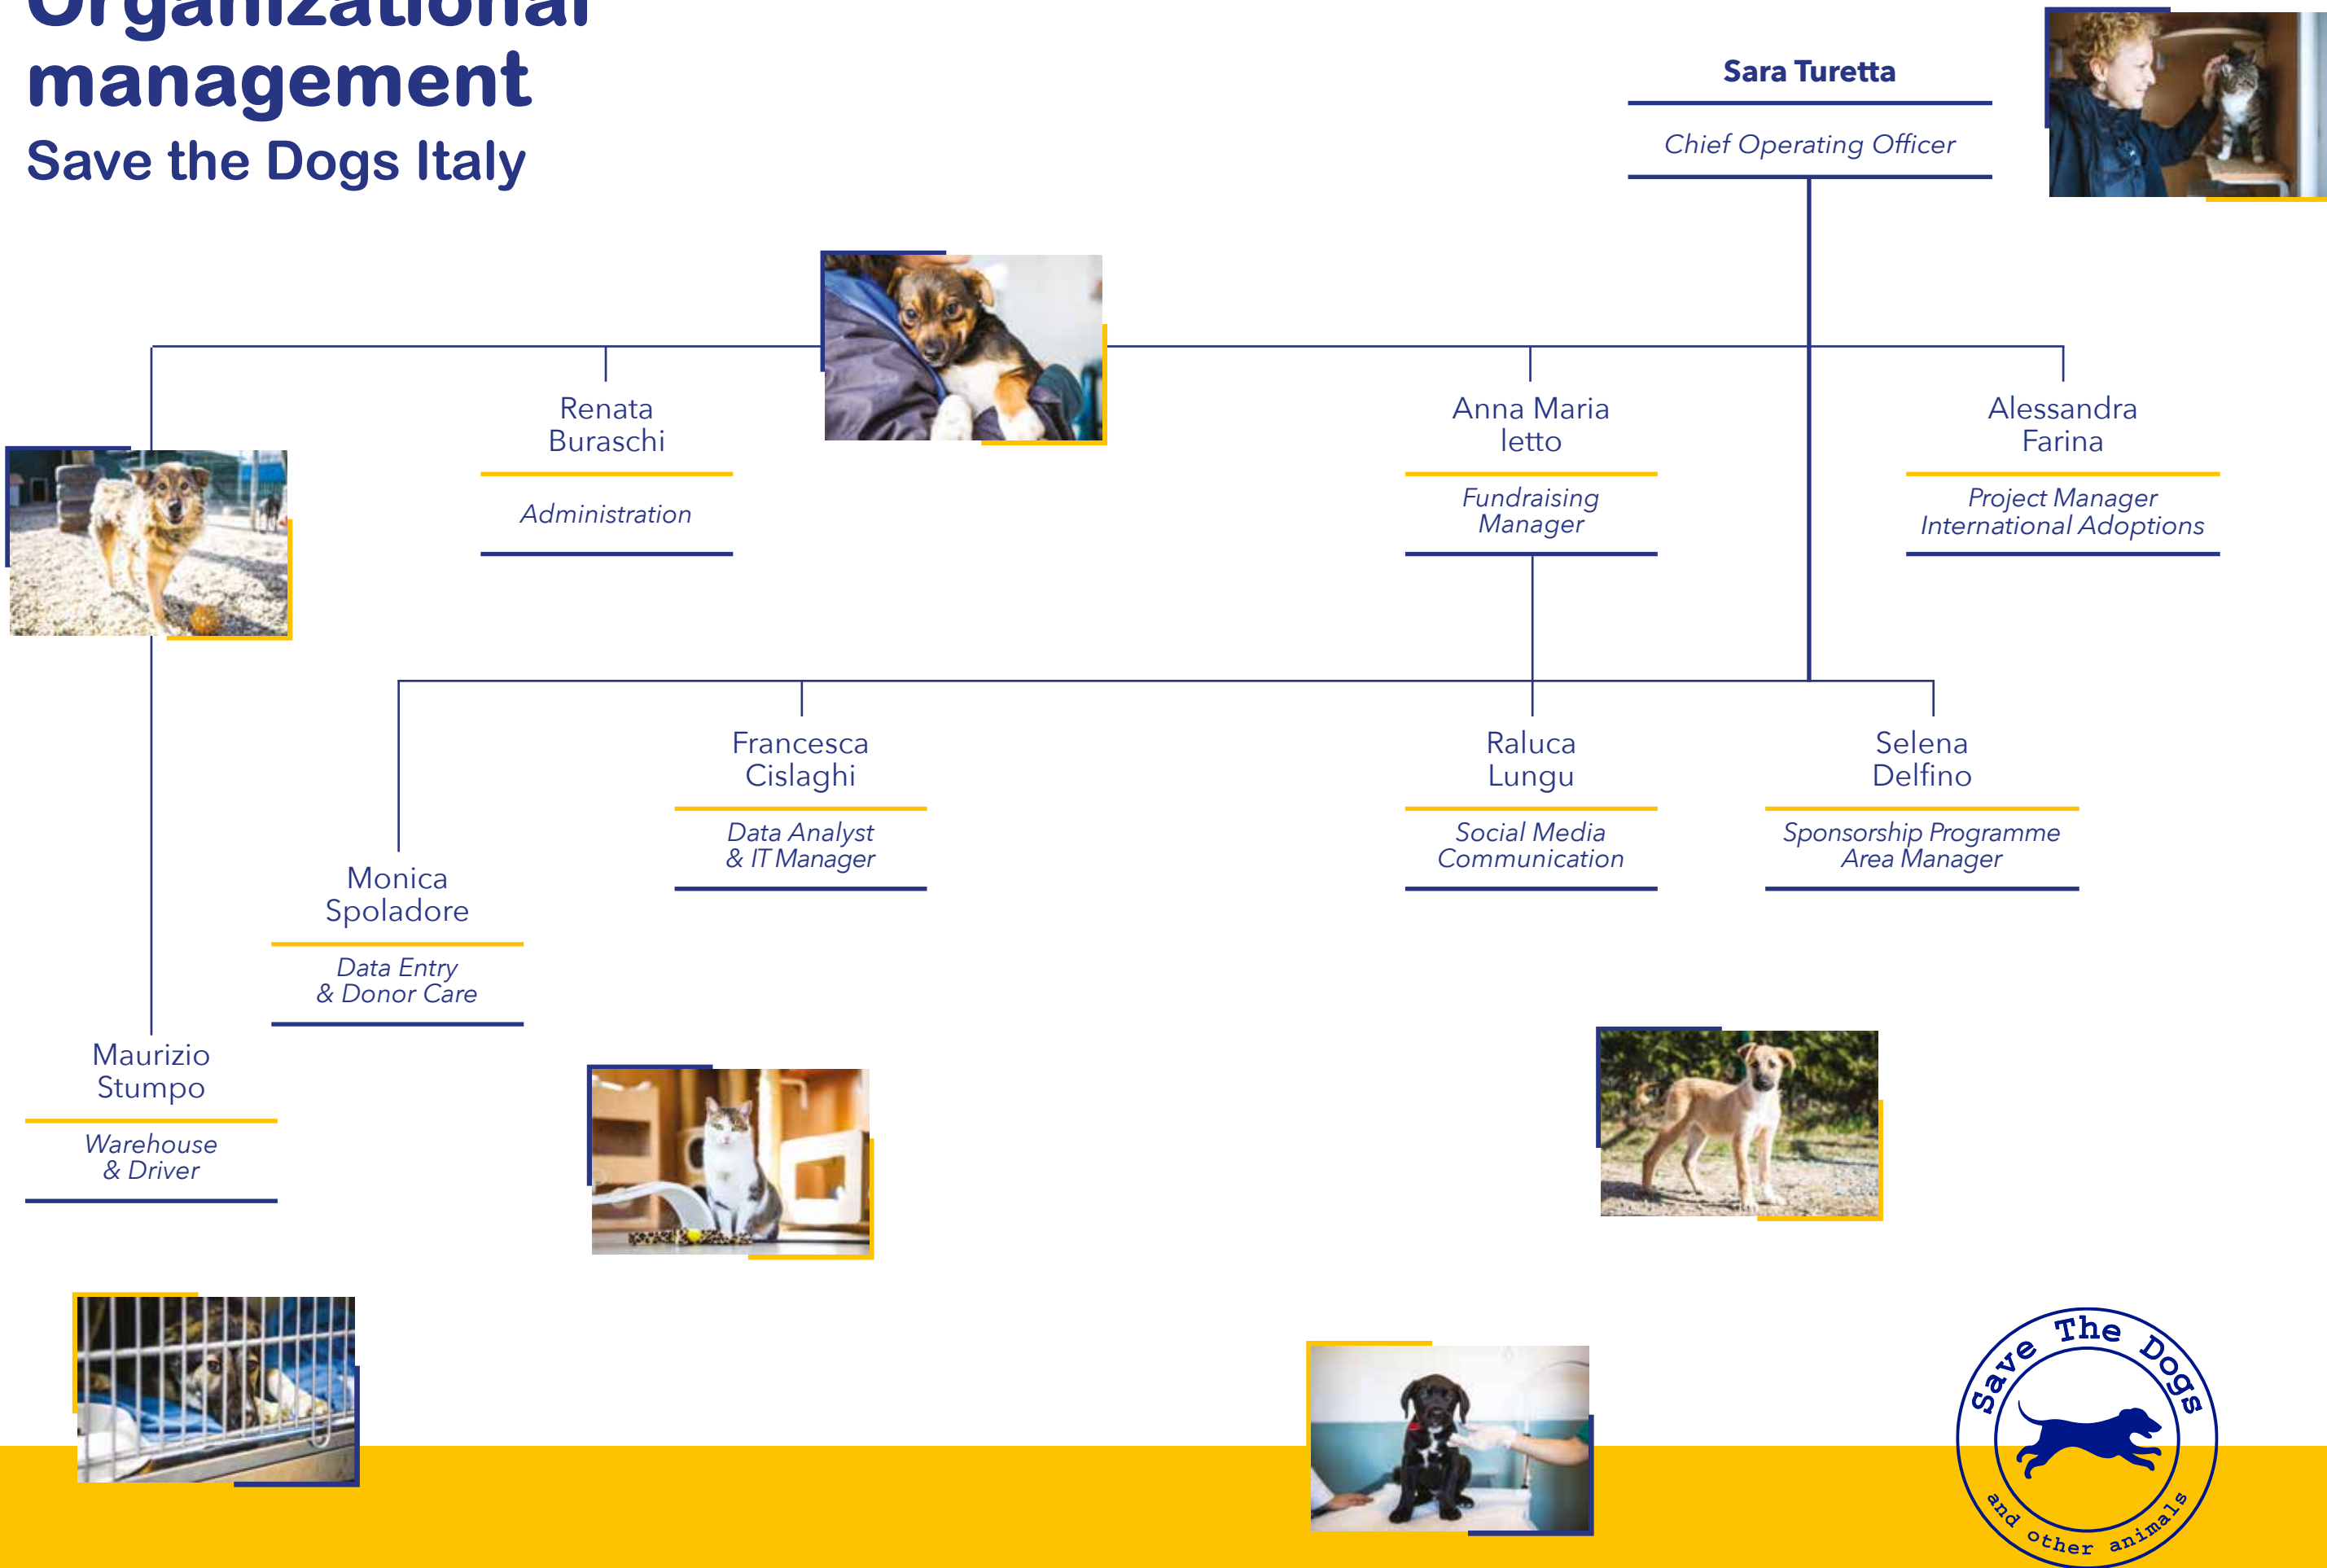 Organizational
management
Save the Dogs Italy
Sara Turetta
Chief Operating Officer
Renata
Buraschi
Administration
Anna Maria
Ietto
Fundraising
Manager
Alessandra
Farina
Project Manager
International Adoptions
Francesca
Cislaghi
Data Analyst
& IT Manager
Raluca
Lungu
Social Media
Communication
Selena
Delfino
Sponsorship Programme
Area Manager
Monica
Spoladore
Data Entry
& Donor Care
Maurizio
Stumpo
Warehouse
& Driver
Save The Dogs
and other animals